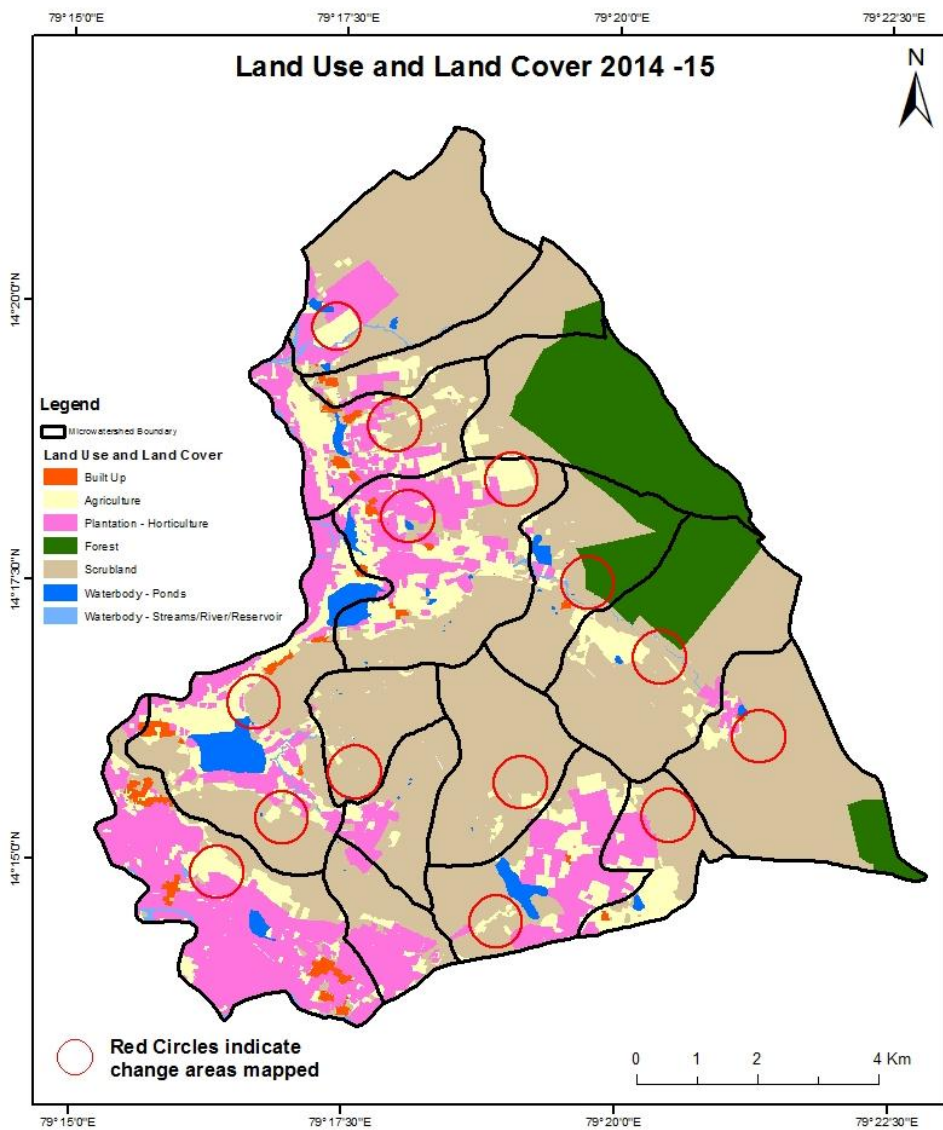 79° 15'0"E 79° 17'30"E 79° 20'0"E 79° 22'30"E
Land Use and Land Cover 2014 -15
N
14° 20'0"N
14° 17'30"N
14° 15'0"N
Legend
Microwatershed Boundary
Land Use and Land Cover
Built Up
Agriculture
Plantation - Horticulture
Forest
Scrubland
Waterbody - Ponds
Waterbody - Streams/River/Reservoir
Red Circles indicate
change areas mapped
0 1 2 4 Km
79° 15'0"E 79° 17'30"E 79° 20'0"E 79° 22'30"E